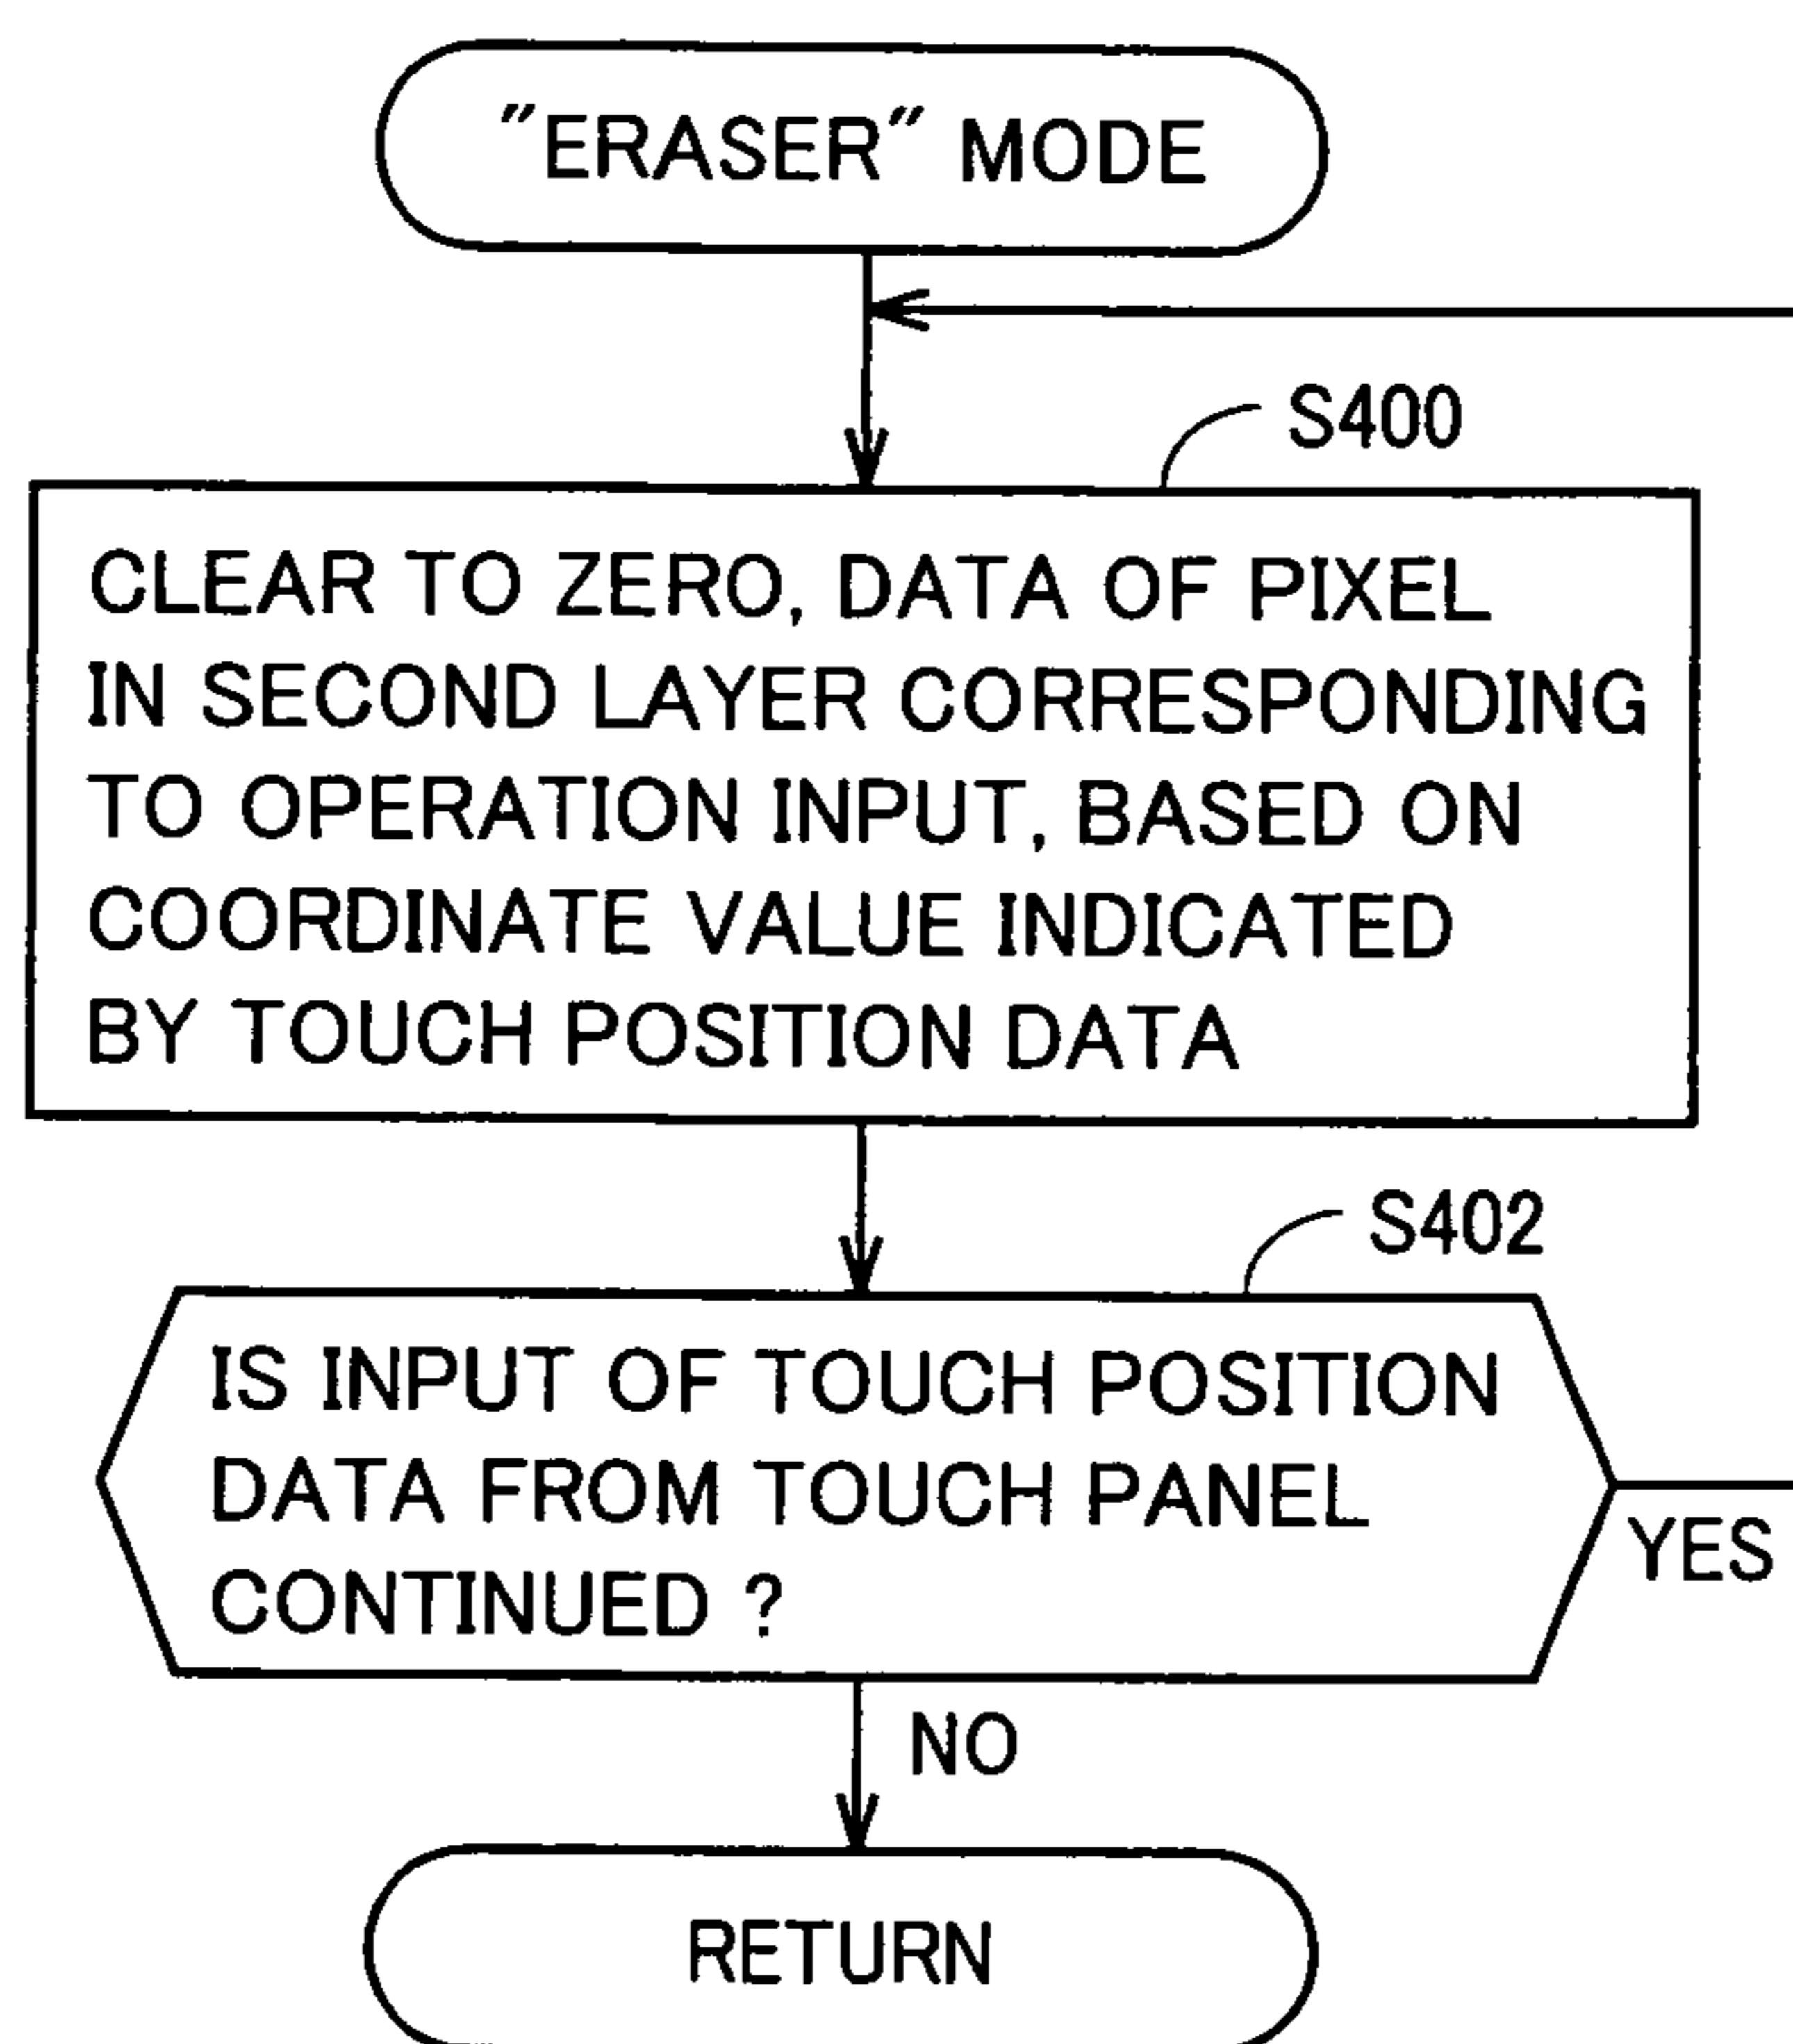 "ERASER" MODE
S400
CLEAR TO ZERO, DATA OF PIXEL
IN SECOND LAYER CORRESPONDING
TO OPERATION INPUT, BASED ON
COORDINATE VALUE INDICATED
BY TOUCH POSITION DATA
S402
IS INPUT OF TOUCH POSITION
DATA FROM TOUCH PANEL
CONTINUED ?
YES
NO
RETURN